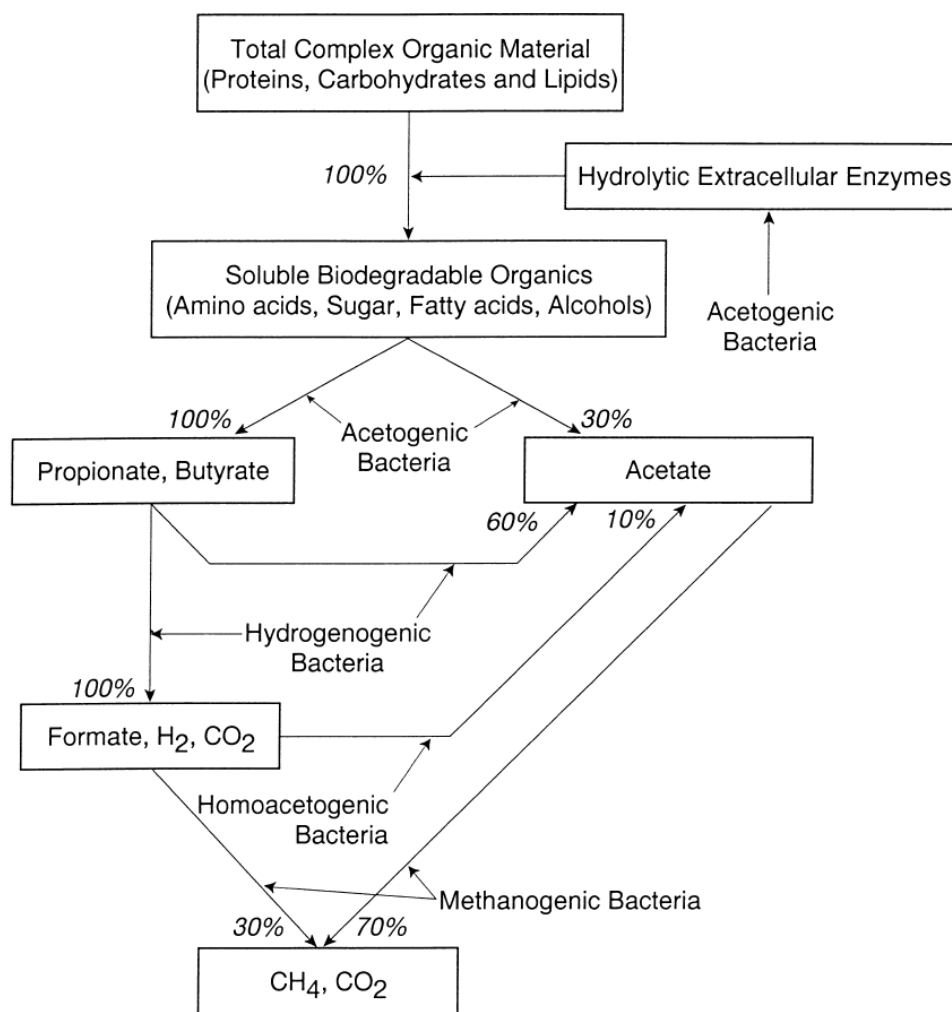 Total Complex Organic Material
(Proteins, Carbohydrates and Lipids)
100%
Hydrolytic Extracellular Enzymes
Soluble Biodegradable Organics
(Amino acids, Sugar, Fatty acids, Alcohols)
Acetogenic
Bacteria
100%
Acetogenic
Bacteria
30%
Propionate, Butyrate
Acetate
60%
10%
Hydrogenogenic
Bacteria
100%
Formate, H2, CO2
Homoacetogenic
Bacteria
Methanogenic Bacteria
30%
70%
CH4, CO2